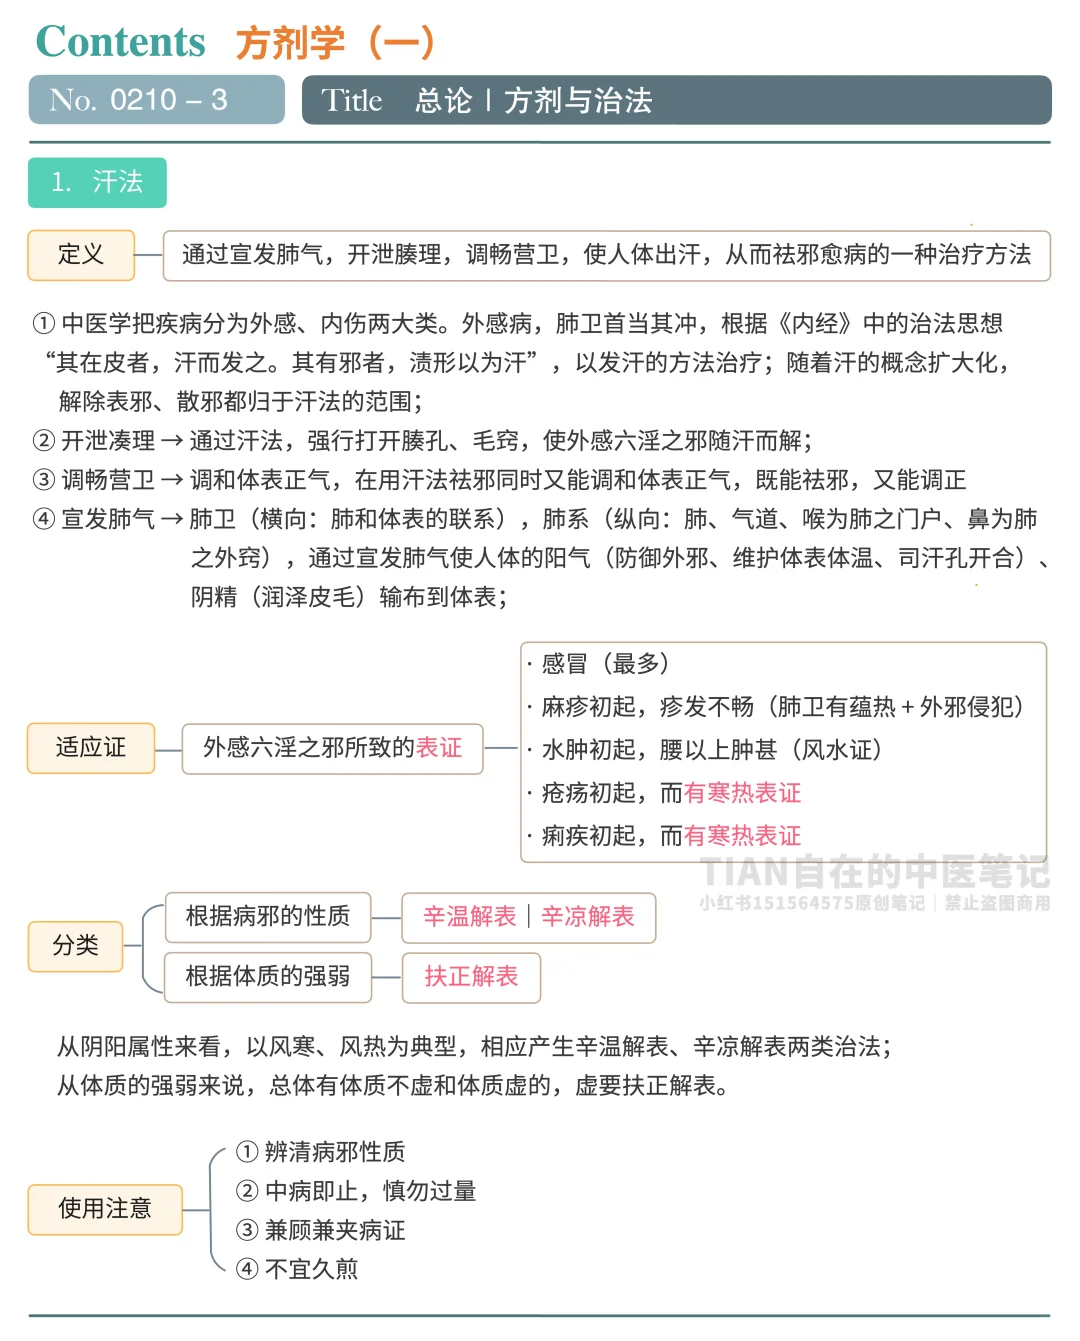 Contents 方剂学（一）
No. 0210 – 3
Title 总论 | 方剂与治法
1. 汗法
定义
通过宣发肺气，开泄腠理，调畅营卫，使人体出汗，从而祛邪愈病的一种治疗方法
① 中医学把疾病分为外感、内伤两大类。外感病，肺卫首当其冲，根据《内经》中的治法思想
“其在皮者，汗而发之。其有邪者，渍形以为汗”，以发汗的方法治疗；随着汗的概念扩大化，
解除表邪、散邪都归于汗法的范围；
② 开泄凑理 → 通过汗法，强行打开腠孔、毛窍，使外感六淫之邪随汗而解；
③ 调畅营卫 → 调和体表正气，在用汗法祛邪同时又能调和体表正气，既能祛邪，又能调正
④ 宣发肺气 → 肺卫（横向：肺和体表的联系），肺系（纵向：肺、气道、喉为肺之门户、鼻为肺
之外窍），通过宣发肺气使人体的阳气（防御外邪、维护体表体温、司汗孔开合）、
阴精（润泽皮毛）输布到体表；
适应证
外感六淫之邪所致的表证
· 感冒（最多）
· 麻疹初起，疹发不畅（肺卫有蕴热 + 外邪侵犯）
· 水肿初起，腰以上肿甚（风水证）
· 疮疡初起，而有寒热表证
· 痢疾初起，而有寒热表证
TIAN自在的中医笔记
小红书151564575原创笔记｜禁止盗图商用
分类
根据病邪的性质
辛温解表 | 辛凉解表
根据体质的强弱
扶正解表
从阴阳属性来看，以风寒、风热为典型，相应产生辛温解表、辛凉解表两类治法；
从体质的强弱来说，总体有体质不虚和体质虚的，虚要扶正解表。
使用注意
① 辨清病邪性质
② 中病即止，慎勿过量
③ 兼顾兼夹病证
④ 不宜久煎